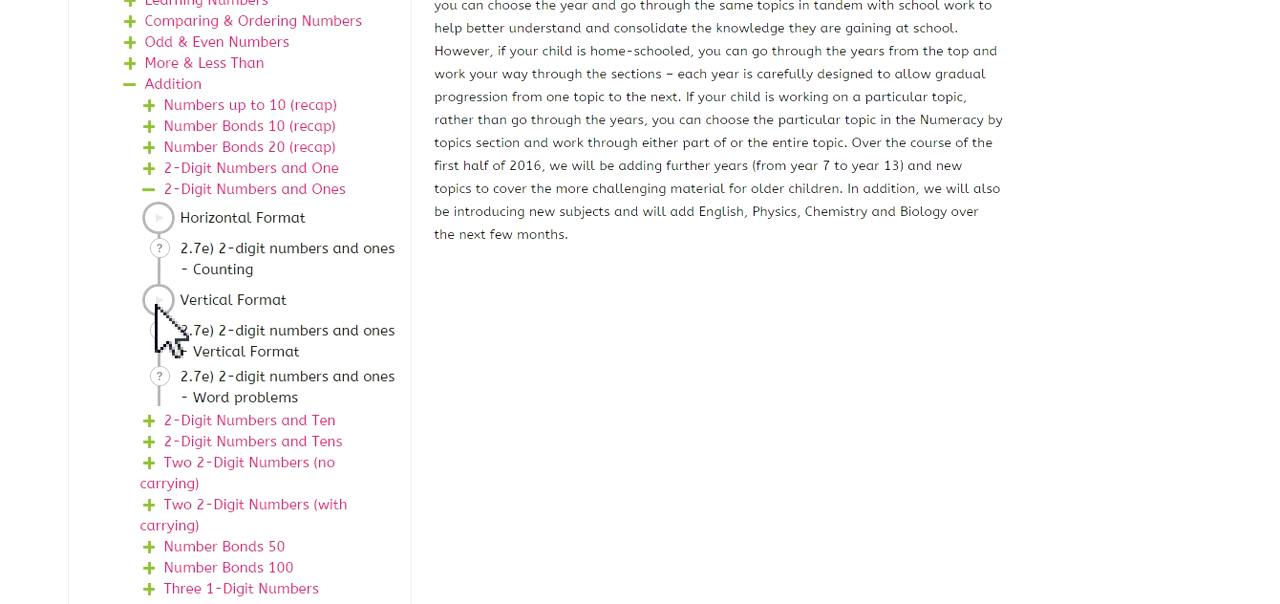 Learning Numbers
Comparing & Ordering Numbers
Odd & Even Numbers
More & Less Than
Addition
Numbers up to 10 (recap)
Number Bonds 10 (recap)
Number Bonds 20 (recap)
2-Digit Numbers and One
2-Digit Numbers and Ones
Horizontal Format
? 2.7e) 2-digit numbers and ones
- Counting
Vertical Format
2.7e) 2-digit numbers and ones
- Vertical Format
? 2.7e) 2-digit numbers and ones
- Word problems
2-Digit Numbers and Ten
2-Digit Numbers and Tens
Two 2-Digit Numbers (no
carrying)
Two 2-Digit Numbers (with
carrying)
Number Bonds 50
Number Bonds 100
Three 1-Digit Numbers
you can choose the year and go through the same topics in tandem with school work to
help better understand and consolidate the knowledge they are gaining at school.
However, if your child is home-schooled, you can go through the years from the top and
work your way through the sections – each year is carefully designed to allow gradual
progression from one topic to the next. If your child is working on a particular topic,
rather than go through the years, you can choose the particular topic in the Numeracy by
topics section and work through either part of or the entire topic. Over the course of the
first half of 2016, we will be adding further years (from year 7 to year 13) and new
topics to cover the more challenging material for older children. In addition, we will also
be introducing new subjects and will add English, Physics, Chemistry and Biology over
the next few months.